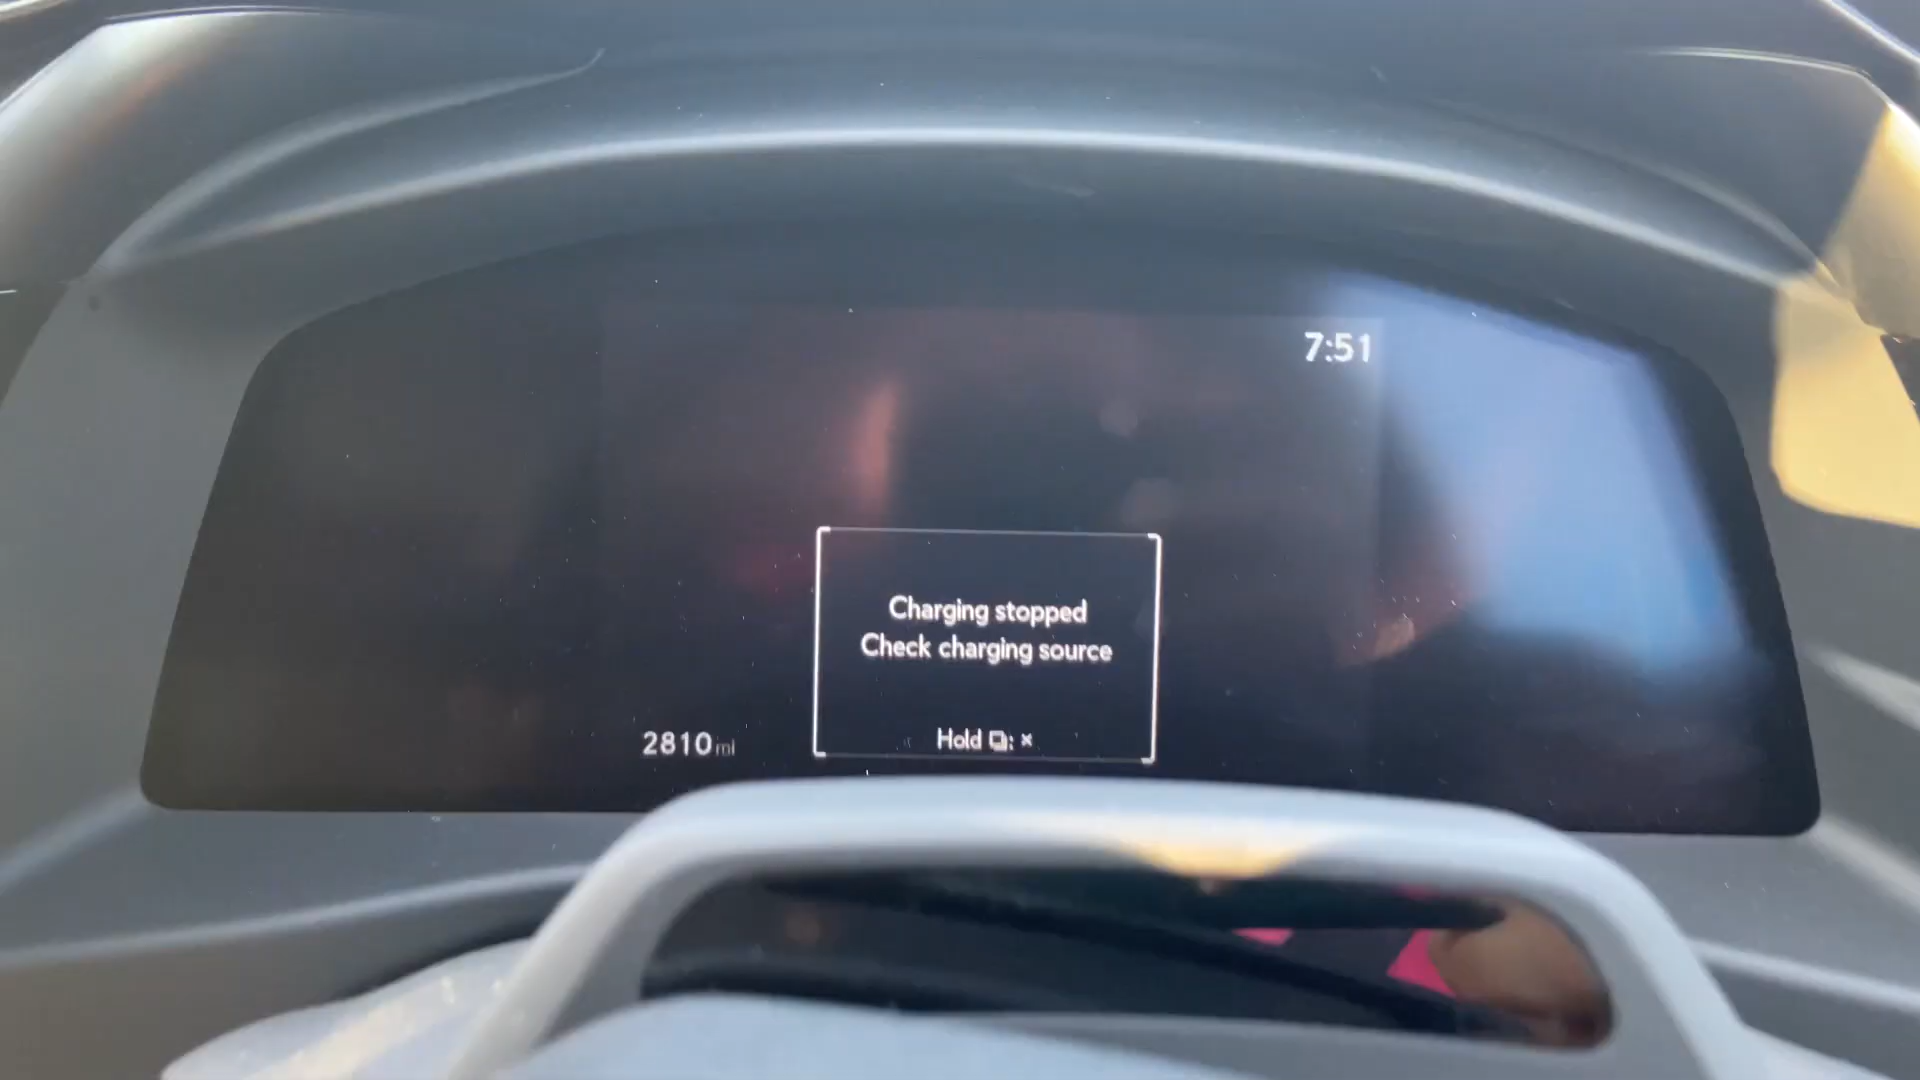 7:51
Charging stopped
Check charging source
Hold : ×
2810 mi